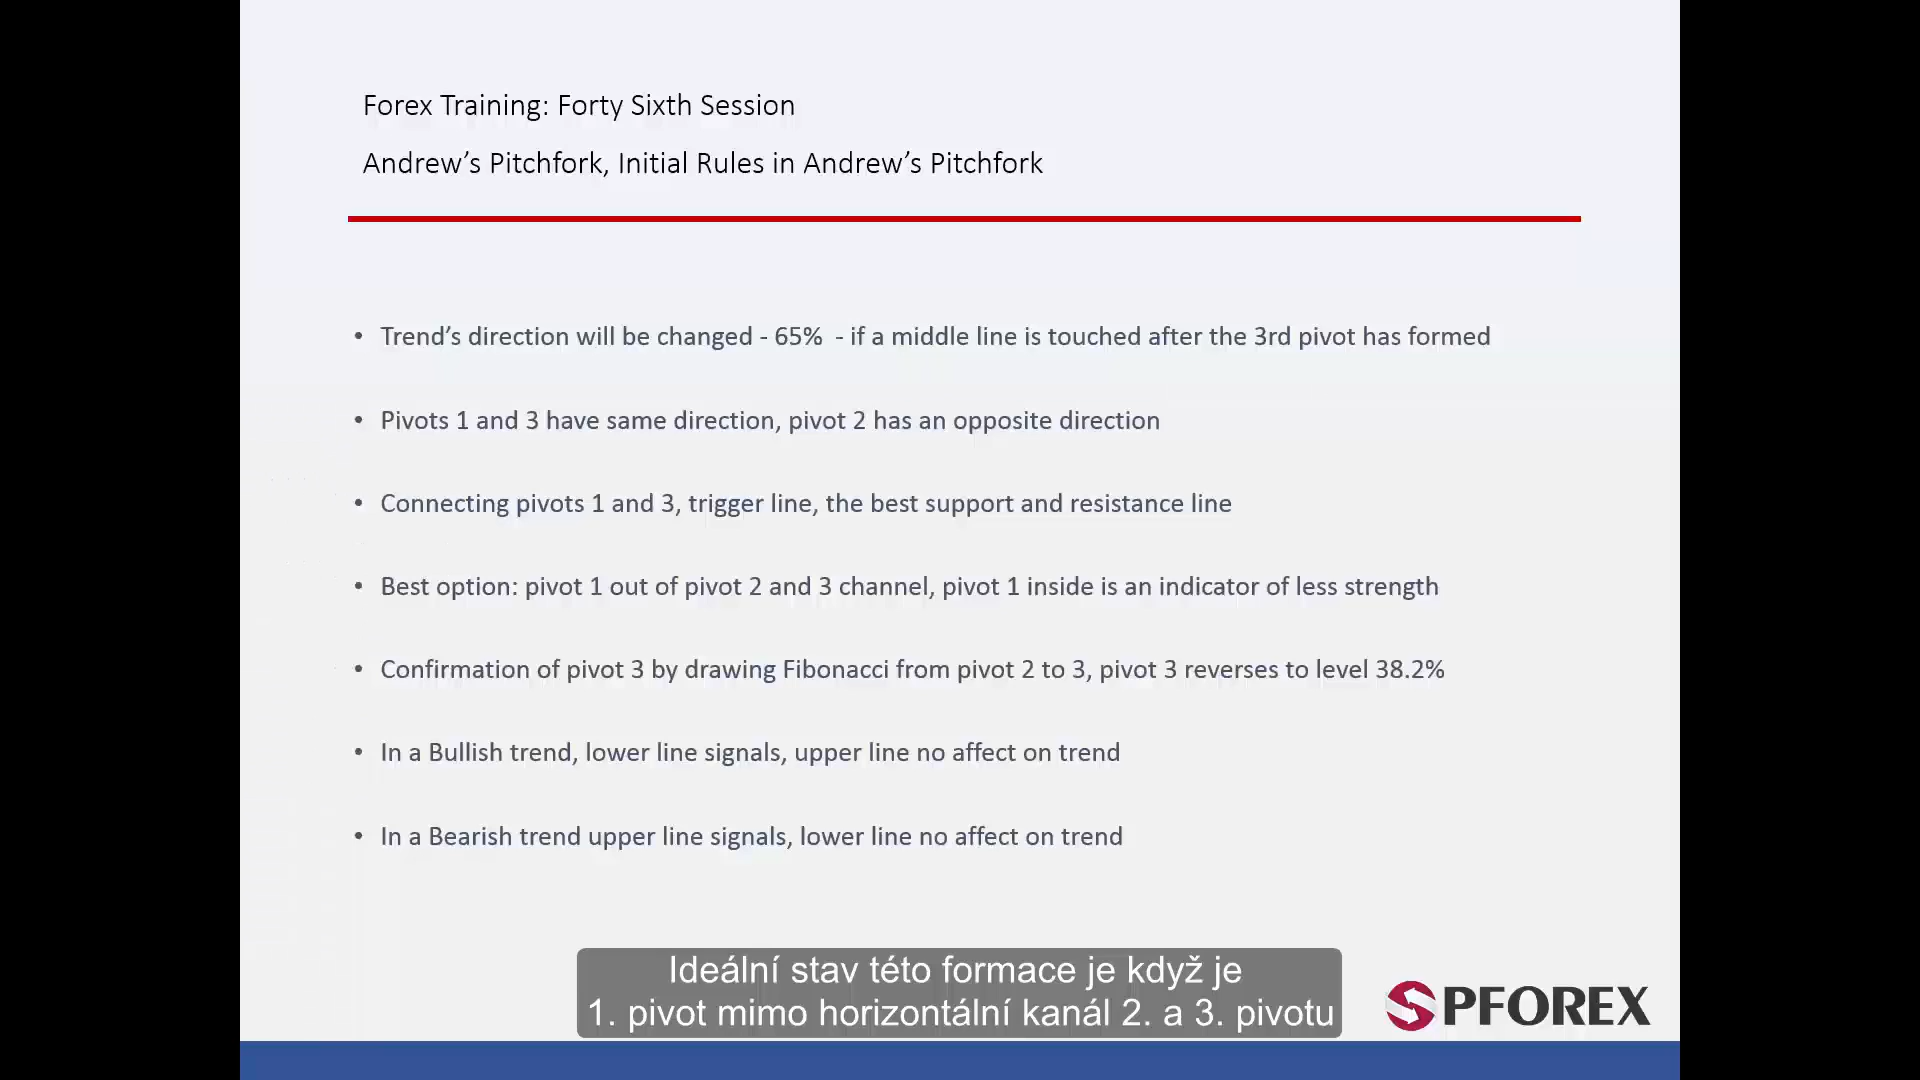 Forex Training: Forty Sixth Session
Andrew’s Pitchfork, Initial Rules in Andrew’s Pitchfork
• Trend’s direction will be changed - 65%  - if a middle line is touched after the 3rd pivot has formed
• Pivots 1 and 3 have same direction, pivot 2 has an opposite direction
• Connecting pivots 1 and 3, trigger line, the best support and resistance line
• Best option: pivot 1 out of pivot 2 and 3 channel, pivot 1 inside is an indicator of less strength
• Confirmation of pivot 3 by drawing Fibonacci from pivot 2 to 3, pivot 3 reverses to level 38.2%
• In a Bullish trend, lower line signals, upper line no affect on trend
• In a Bearish trend upper line signals, lower line no affect on trend
Ideální stav této formace je když je
1. pivot mimo horizontální kanál 2. a 3. pivotu
SPFOREX